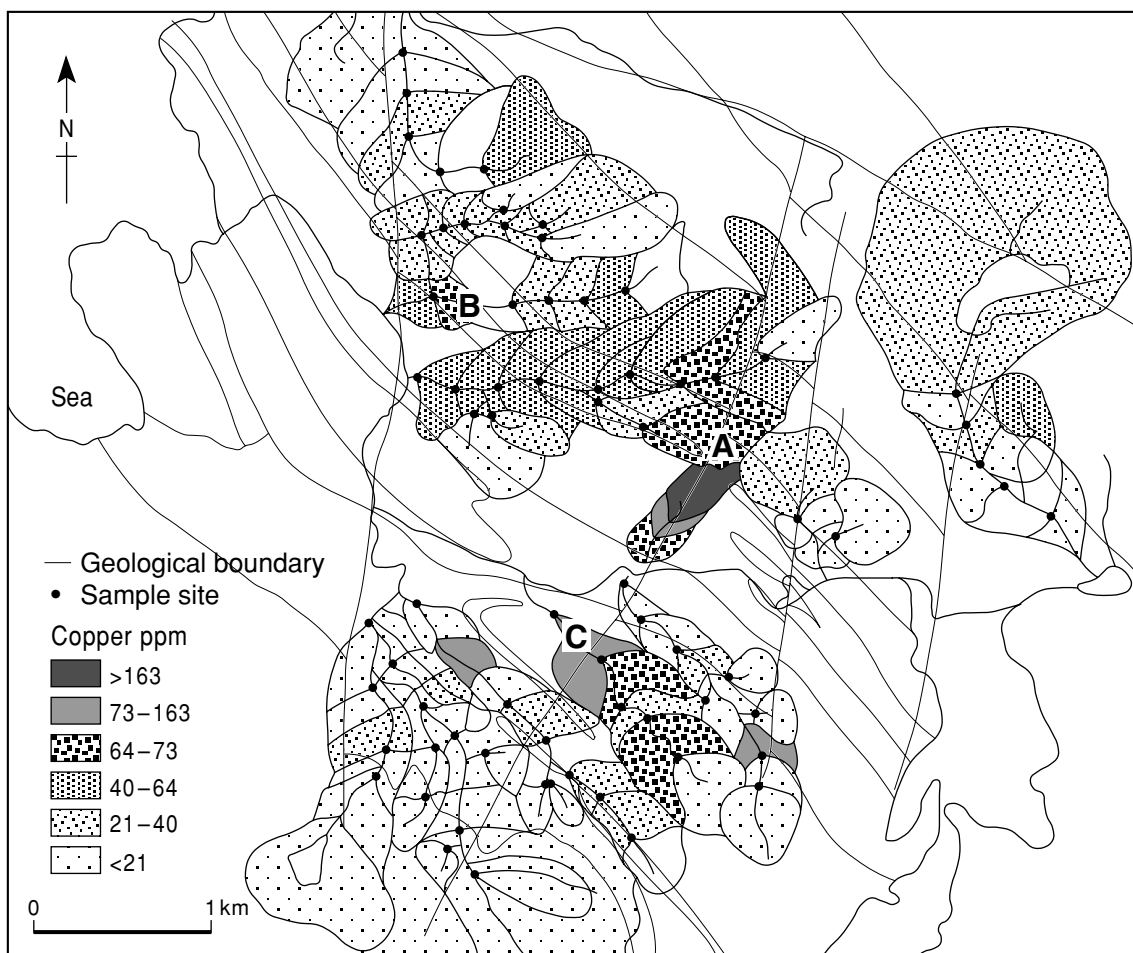 N
B
A
Sea
Geological boundary
Sample site
C
Copper ppm
>163
73–163
64–73
40–64
21–40
<21
0 1 km